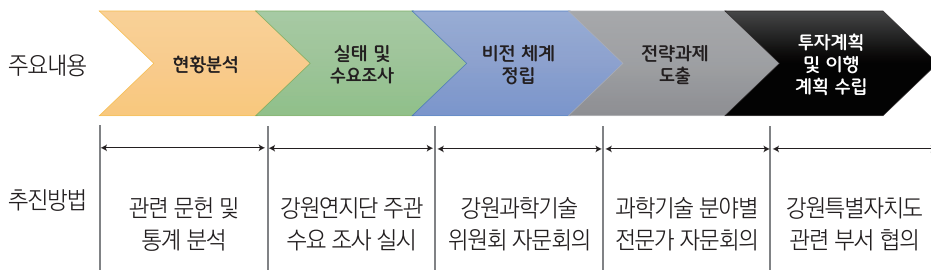 주요내용
현황분석
실태 및
수요조사
비전 체계
정립
전략과제
도출
투자계획
및 이행
계획 수립
추진방법
관련 문헌 및
통계 분석
강원연지단 주관
수요 조사 실시
강원과학기술
위원회 자문회의
과학기술 분야별
전문가 자문회의
강원특별자치도
관련 부서 협의